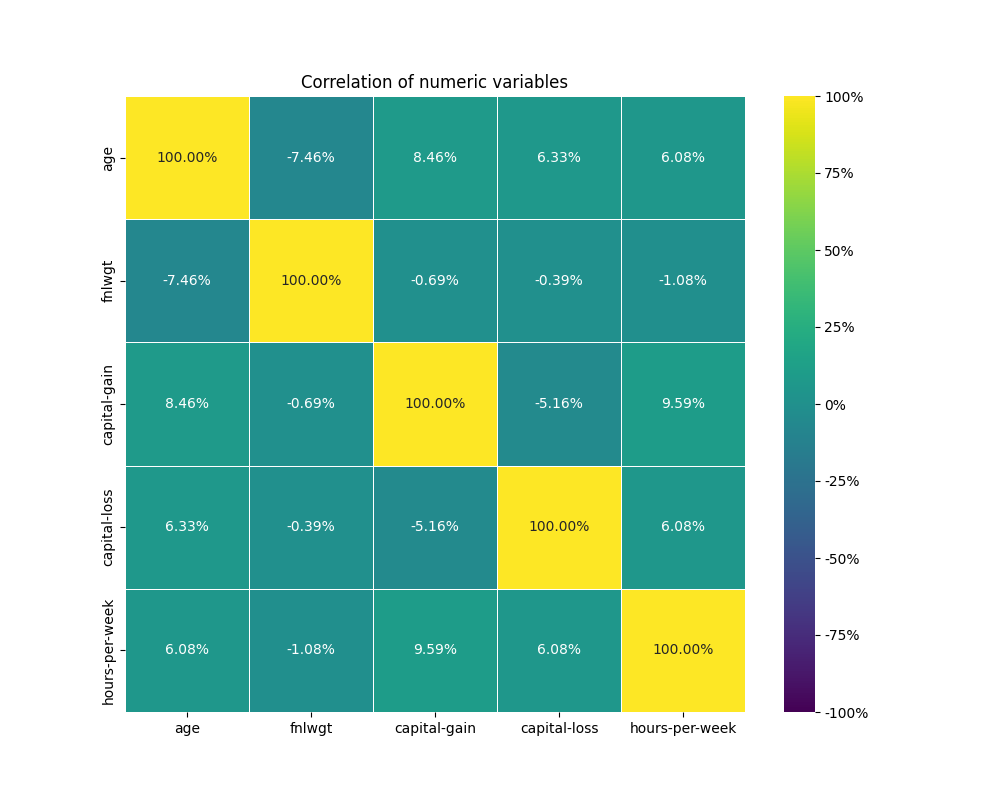 Correlation of numeric variables
age 100.00% -7.46% 8.46% 6.33% 6.08%
fnlwgt -7.46% 100.00% -0.69% -0.39% -1.08%
capital-gain 8.46% -0.69% 100.00% -5.16% 9.59%
capital-loss 6.33% -0.39% -5.16% 100.00% 6.08%
hours-per-week 6.08% -1.08% 9.59% 6.08% 100.00%
age fnlwgt capital-gain capital-loss hours-per-week
100%
75%
50%
25%
0%
-25%
-50%
-75%
-100%